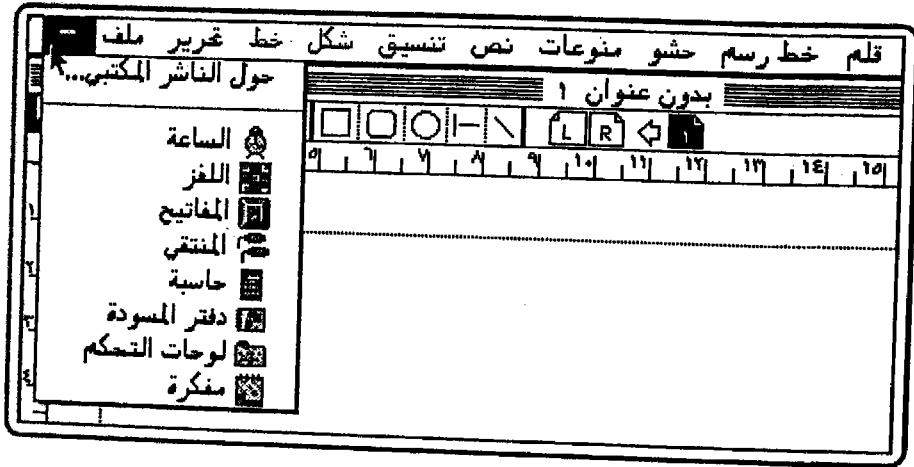 قلم خط رسم حشو منوعات نص تنسيق شكل خط تحرير ملف
حول الناشر المكتبي...
بدون عنوان ١
L R ١
٥ ٦ ٧ ٨ ٩ ١٠ ١١ ١٢ ١٣ ١٤ ١٥
الساعة
اللغز
المفاتيح
المنتقي
حاسبة
دفتر المسودة
لوحات التحكم
مفكرة
١
٢
٣
٤